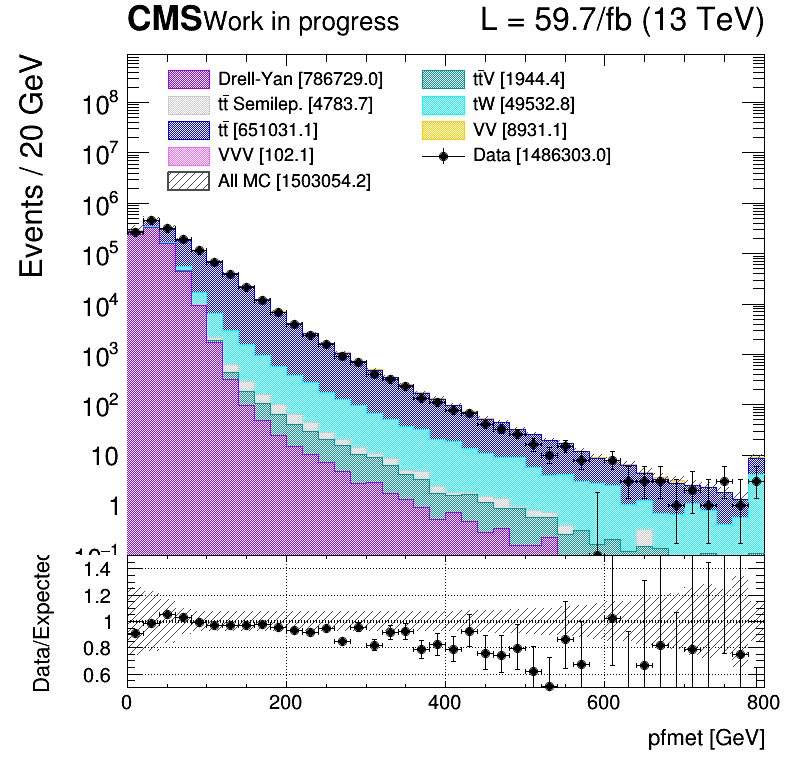 CMS Work in progress L = 59.7/fb (13 TeV)
Events / 20 GeV
Drell-Yan [786729.0]
tt̄ Semilep. [4783.7]
tt̄ [651031.1]
VVV [102.1]
All MC [1503054.2]
tt̄V [1944.4]
tW [49532.8]
VV [8931.1]
Data [1486303.0]
10⁸
10⁷
10⁶
10⁵
10⁴
10³
10²
10
1
10⁻¹
Data/Expected
1.4
1.2
1
0.8
0.6
0 200 400 600 800
pfmet [GeV]